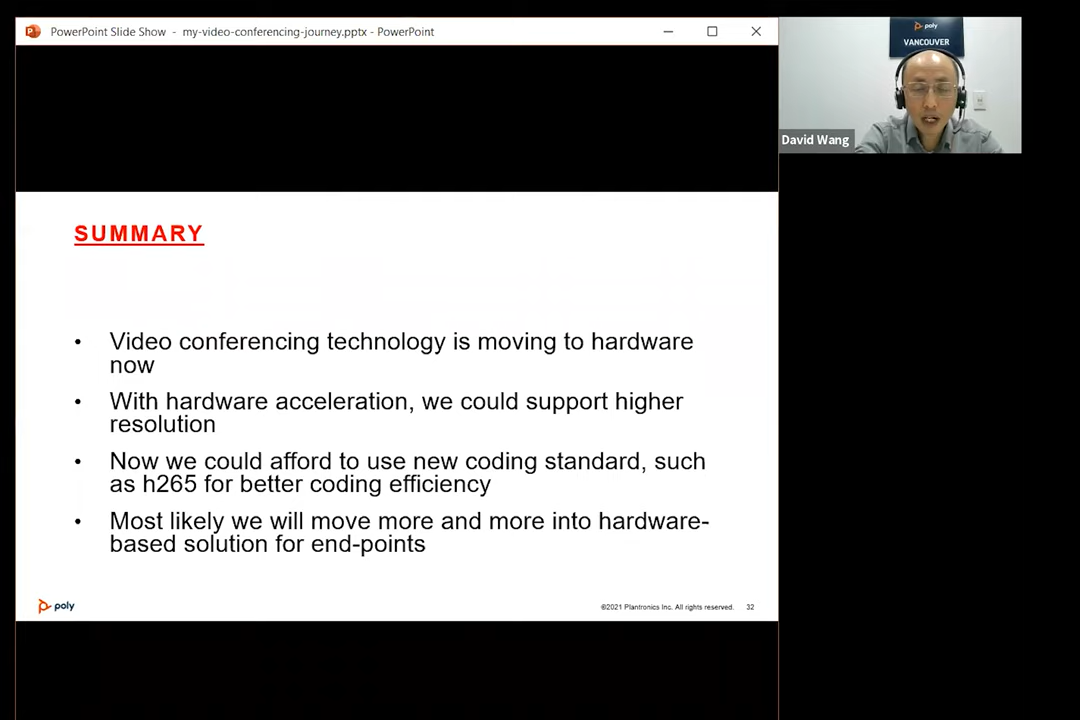 PowerPoint Slide Show - my-video-conferencing-journey.pptx - PowerPoint
poly
VANCOUVER
David Wang
SUMMARY
• Video conferencing technology is moving to hardware
now
• With hardware acceleration, we could support higher
resolution
• Now we could afford to use new coding standard, such
as h265 for better coding efficiency
• Most likely we will move more and more into hardware-
based solution for end-points
poly
©2021 Plantronics Inc. All rights reserved. 32